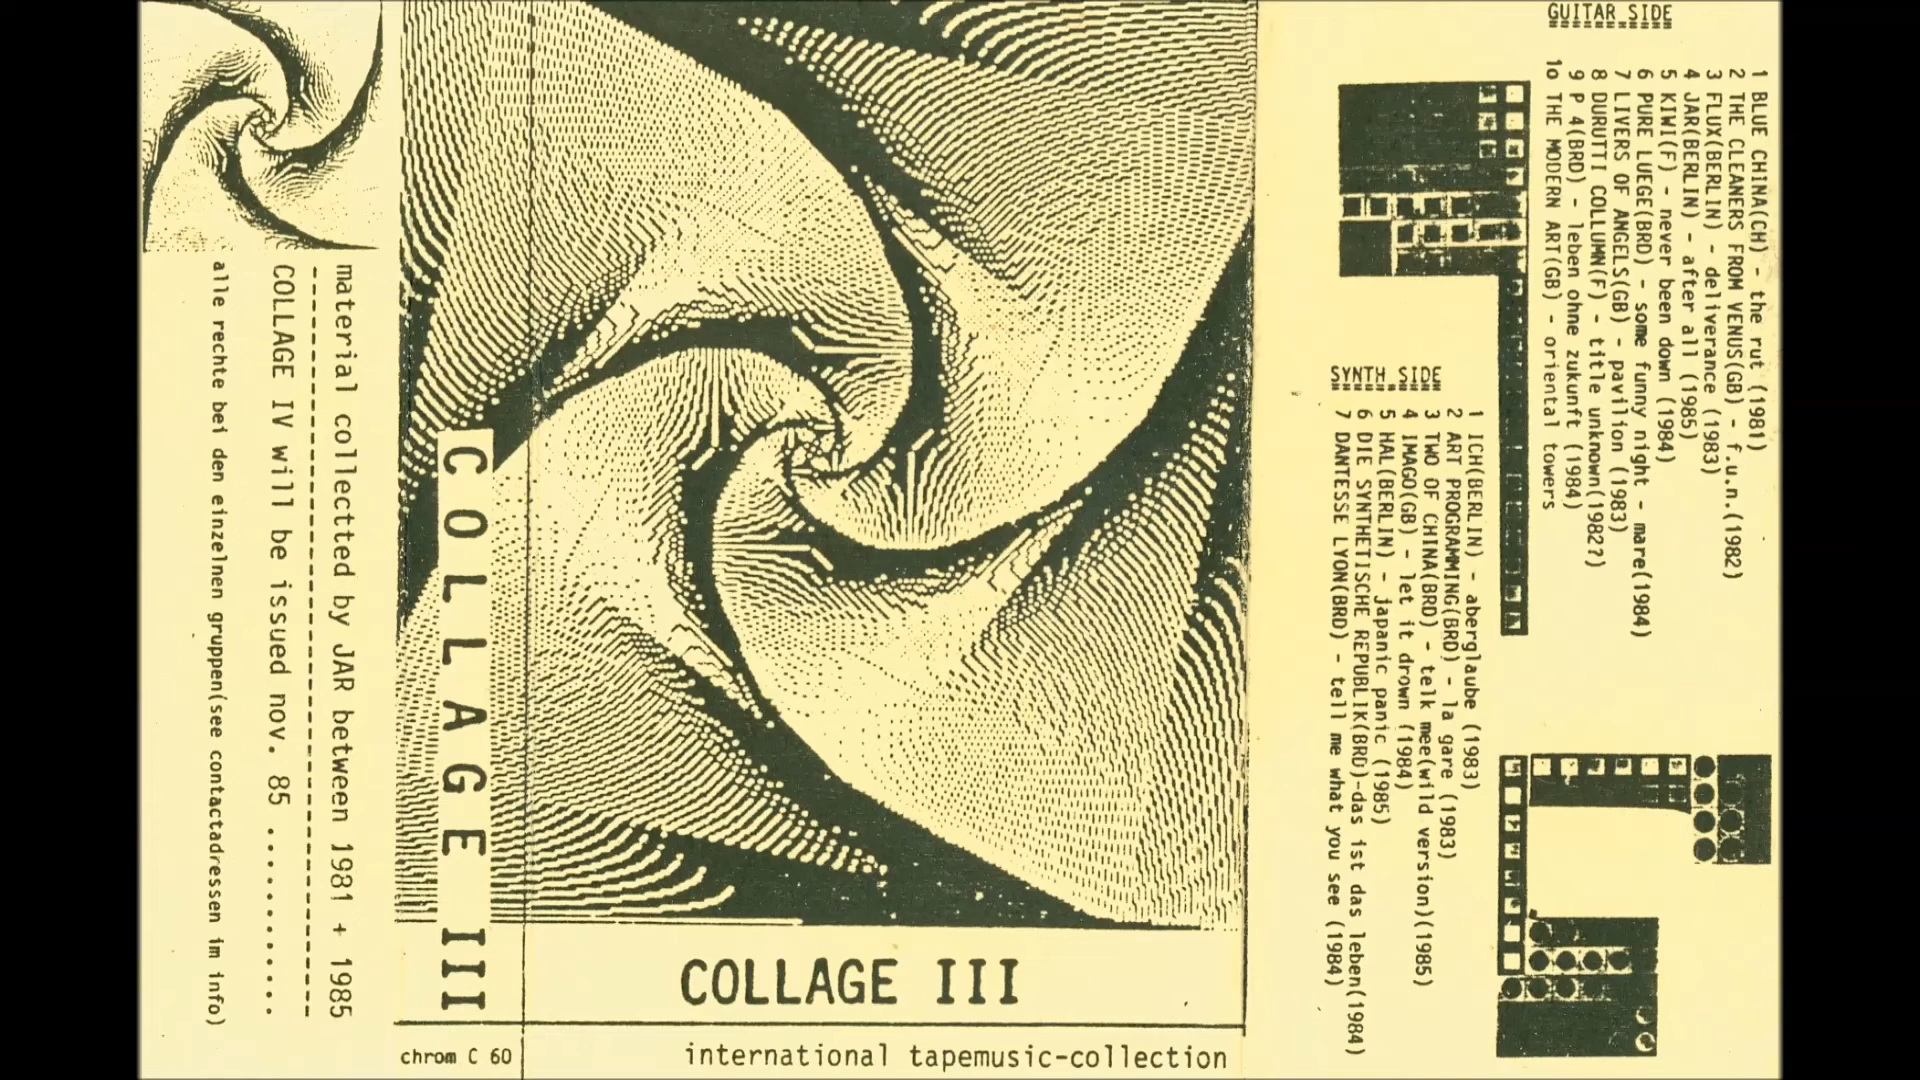 material collectted by JAR between 1981 + 1985
COLLAGE IV will be issued nov. 85 ..........
alle rechte bei den einzelnen gruppen(see contactadressen im info)
COLLAGE III
chrom C 60
COLLAGE III
international tapemusic-collection
GUITAR SIDE
1 BLUE CHINA(CH) - the rut (1981)
2 THE CLEANERS FROM VENUS(GB) - f.u.n.(1982)
3 FLUX(BERLIN) - deliverance (1983)
4 JAR(BERLIN) - after all (1985)
5 KIWI(F) - never been down (1984)
6 PURE LUEGE(BRD) - some funny night - mare(1984)
7 LIVERS OF ANGELS(GB) - pavilion (1983)
8 DURUTTI COLLUMN(F) - title unknown(1982?)
9 P 4(BRD) - leben ohne zukunft (1984)
1o THE MODERN ART(GB) - oriental towers
SYNTH SIDE
1 ICH(BERLIN) - aberglaube (1983)
2 ART PROGRAMMING(BRD) - la gare (1983)
3 TWO OF CHINA(BRD) - telk mee(wild version)(1985)
4 IMAGO(GB) - let it drown (1984)
5 HAL(BERLIN) - japanic panic (1985)
6 DIE SYNTHETISCHE REPUBLIK(BRD)-das ist das leben(1984)
7 DANTESSE LYON(BRD) - tell me what you see (1984)